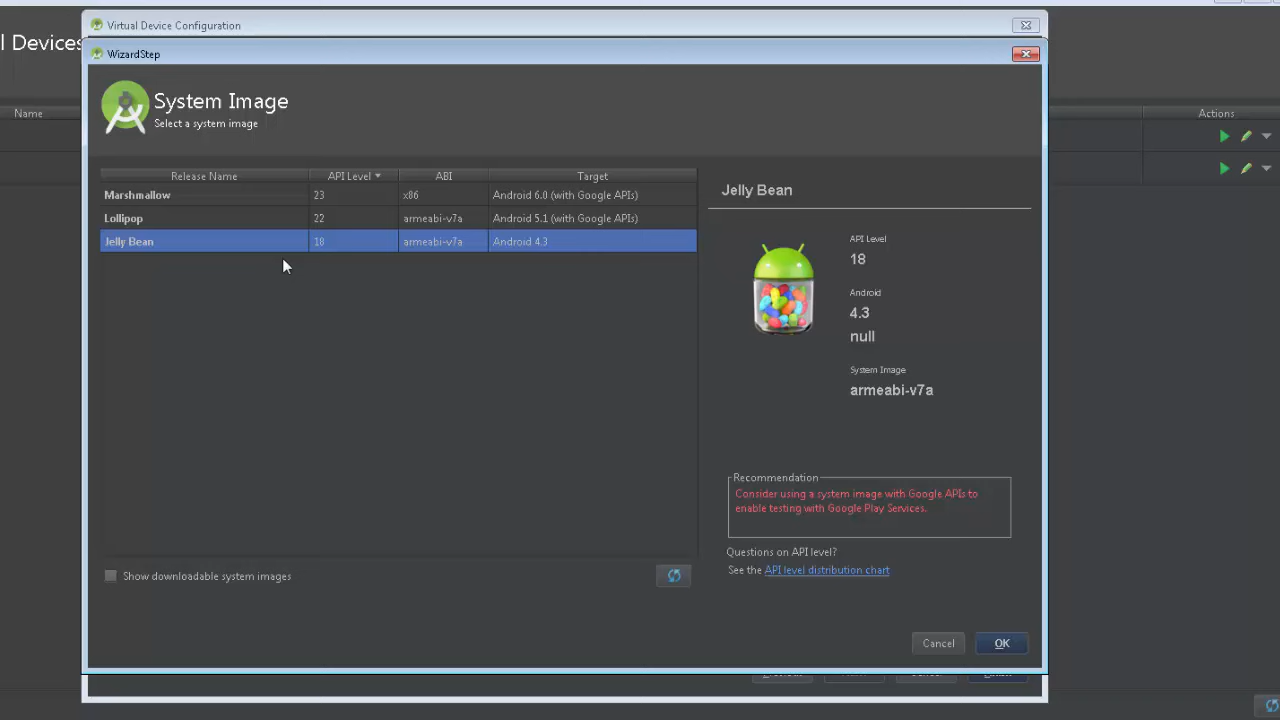 Virtual Device Configuration
l Devices
WizardStep
System Image
Select a system image
Name
Actions
Release Name API Level ABI Target
Marshmallow 23 x86 Android 6.0 (with Google APIs)
Lollipop 22 armeabi-v7a Android 5.1 (with Google APIs)
Jelly Bean 18 armeabi-v7a Android 4.3
Jelly Bean
API Level
18
Android
4.3
null
System Image
armeabi-v7a
Recommendation
Consider using a system image with Google APIs to
enable testing with Google Play Services.
Questions on API level?
See the API level distribution chart
Show downloadable system images
Cancel OK